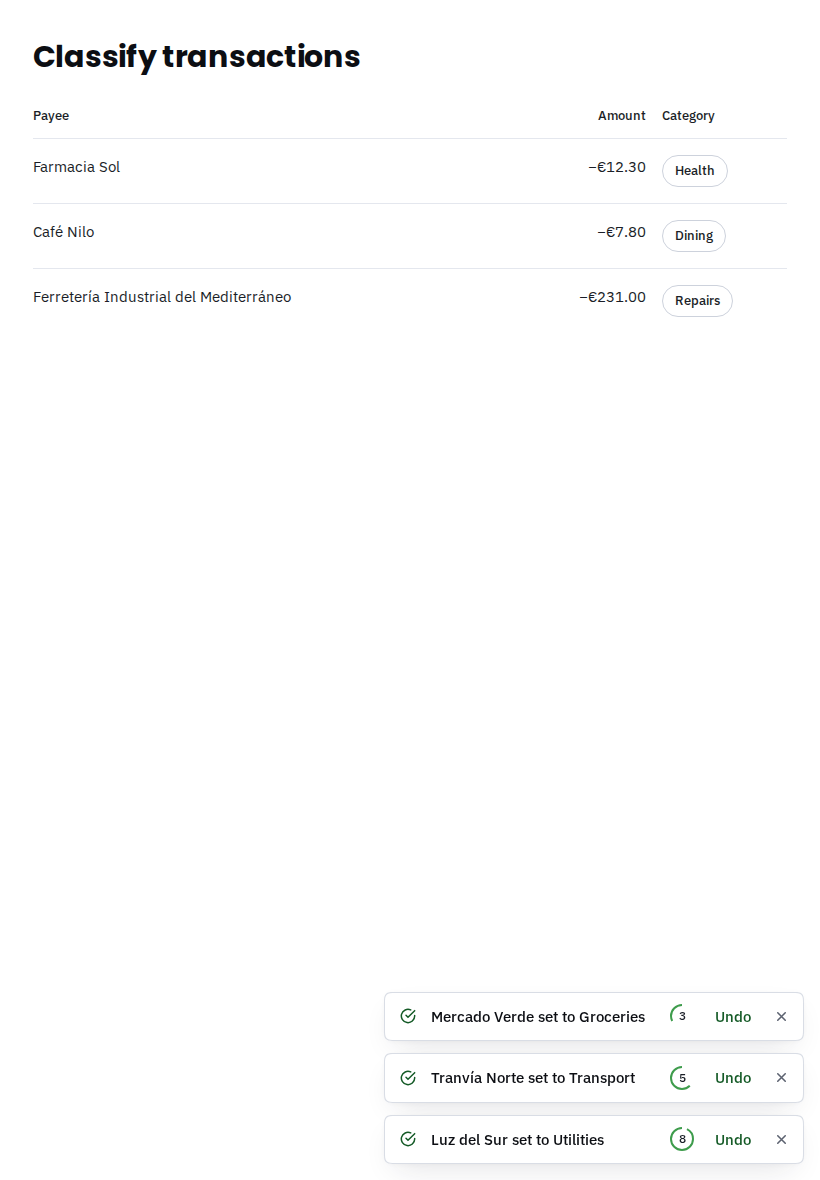 Classify transactions
Payee Amount Category
Farmacia Sol −€12.30 Health
Café Nilo −€7.80 Dining
Ferretería Industrial del Mediterráneo −€231.00 Repairs
Mercado Verde set to Groceries 3 Undo
Tranvía Norte set to Transport 5 Undo
Luz del Sur set to Utilities 8 Undo